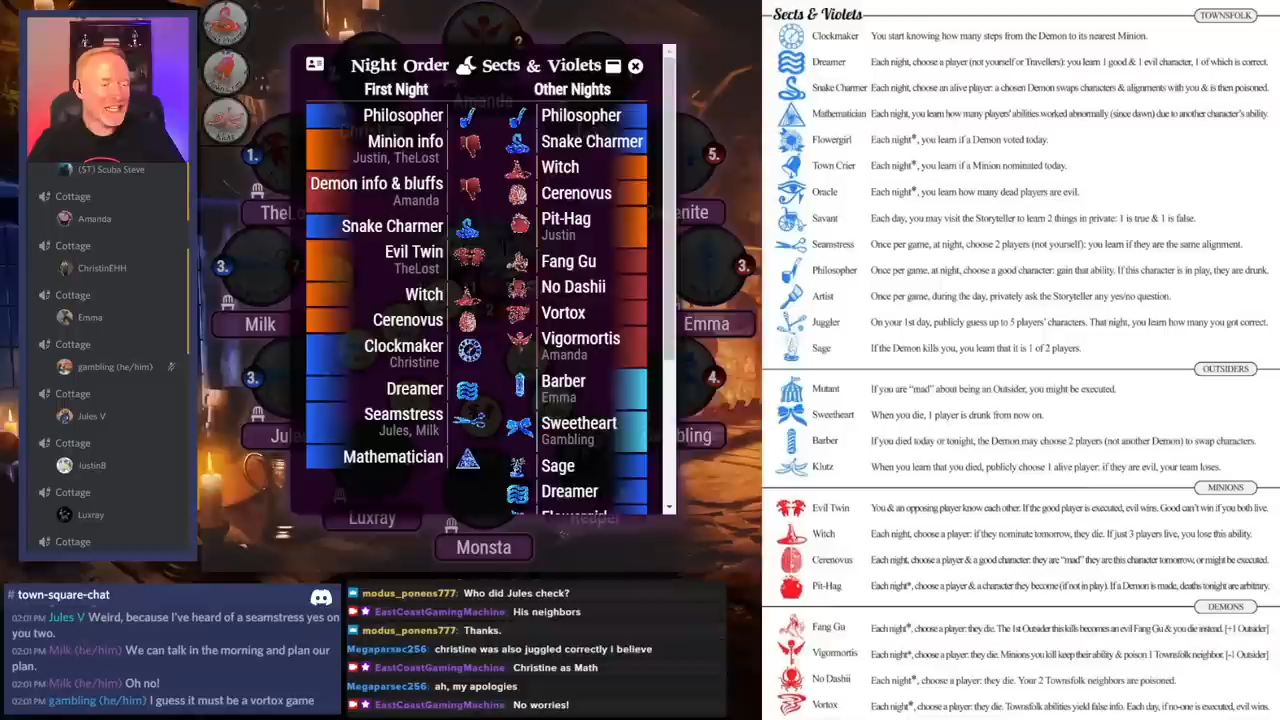 (ST) Scuba Steve
Cottage
Amanda
Cottage
ChristinEHH
Cottage
Emma
Cottage
gambling (he/him)
Cottage
Jules V
Cottage
JustinB
Cottage
Luxray
Cottage
1.
3.
Milk
3.
Luxray
Monsta
5.
3.
Emma
4.
Night Order
Sects & Violets
First Night
Other Nights
Philosopher
Minion info
Justin, TheLost
Demon info & bluffs
Amanda
Snake Charmer
Evil Twin
TheLost
Witch
Cerenovus
Clockmaker
Christine
Dreamer
Seamstress
Jules, Milk
Mathematician
Philosopher
Snake Charmer
Witch
Cerenovus
Pit-Hag
Justin
Fang Gu
No Dashii
Vortox
Vigormortis
Amanda
Barber
Emma
Sweetheart
Gambling
Sage
Dreamer
# town-square-chat
02:01 PM Jules V Weird, because I've heard of a seamstress yes on
you two.
02:01 PM Milk (he/him) We can talk in the morning and plan our
plan.
02:01 PM Milk (he/him) Oh no!
02:01 PM gambling (he/him) I guess it must be a vortox game
modus_ponens777: Who did Jules check?
EastCoastGamingMachine: His neighbors
modus_ponens777: Thanks.
Megaparsec256: christine was also juggled correctly I believe
EastCoastGamingMachine: Christine as Math
Megaparsec256: ah, my apologies
EastCoastGamingMachine: No worries!
Sects & Violets
TOWNSFOLK
Clockmaker You start knowing how many steps from the Demon to its nearest Minion.
Dreamer Each night, choose a player (not yourself or Travellers): you learn 1 good & 1 evil character, 1 of which is correct.
Snake Charmer Each night, choose an alive player: a chosen Demon swaps characters & alignments with you & is then poisoned.
Mathematician Each night, you learn how many players' abilities worked abnormally (since dawn) due to another character's ability.
Flowergirl Each night*, you learn if a Demon voted today.
Town Crier Each night*, you learn if a Minion nominated today.
Oracle Each night*, you learn how many dead players are evil.
Savant Each day, you may visit the Storyteller to learn 2 things in private: 1 is true & 1 is false.
Seamstress Once per game, at night, choose 2 players (not yourself): you learn if they are the same alignment.
Philosopher Once per game, at night, choose a good character: gain that ability. If this character is in play, they are drunk.
Artist Once per game, during the day, privately ask the Storyteller any yes/no question.
Juggler On your 1st day, publicly guess up to 5 players' characters. That night, you learn how many you got correct.
Sage If the Demon kills you, you learn that it is 1 of 2 players.
OUTSIDERS
Mutant If you are "mad" about being an Outsider, you might be executed.
Sweetheart When you die, 1 player is drunk from now on.
Barber If you died today or tonight, the Demon may choose 2 players (not another Demon) to swap characters.
Klutz When you learn that you died, publicly choose 1 alive player: if they are evil, your team loses.
MINIONS
Evil Twin You & an opposing player know each other. If the good player is executed, evil wins. Good can't win if you both live.
Witch Each night, choose a player: if they nominate tomorrow, they die. If just 3 players live, you lose this ability.
Cerenovus Each night, choose a player & a good character: they are "mad" they are this character tomorrow, or might be executed.
Pit-Hag Each night*, choose a player & a character they become (if not in play). If a Demon is made, deaths tonight are arbitrary.
DEMONS
Fang Gu Each night*, choose a player: they die. The 1st Outsider this kills becomes an evil Fang Gu & you die instead. [+1 Outsider]
Vigormortis Each night*, choose a player: they die. Minions you kill keep their ability & poison 1 Townsfolk neighbor. [-1 Outsider]
No Dashii Each night*, choose a player: they die. Your 2 Townsfolk neighbors are poisoned.
Vortox Each night*, choose a player: they die. Townsfolk abilities yield false info. Each day, if no-one is executed, evil wins.